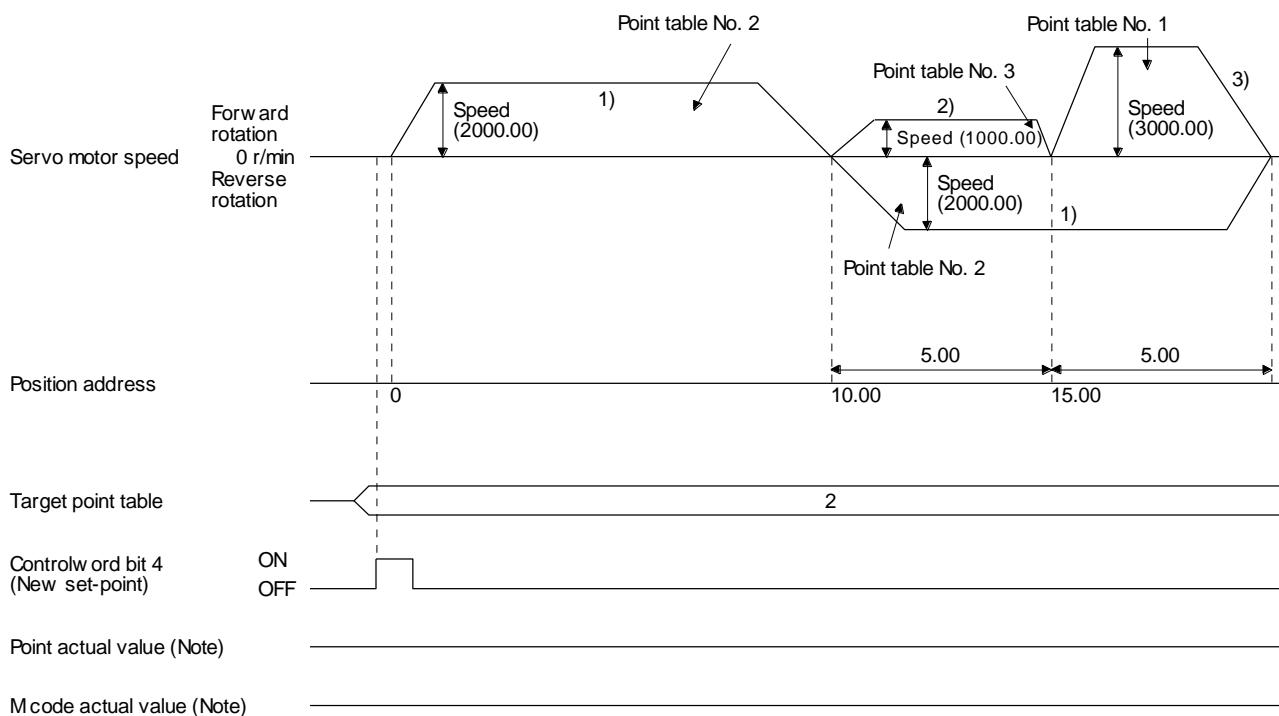 Point table No. 2
Point table No. 1
Point table No. 3
1)
2)
3)
Speed
(2000.00)
Speed (1000.00)
Speed
(3000.00)
Forward
rotation
Servo motor speed 0 r/min
Reverse
rotation
Speed
(2000.00)
1)
Point table No. 2
5.00 5.00
Position address
0 10.00 15.00
Target point table 2
Controlword bit 4
(New set-point)
ON
OFF
Point actual value (Note)
M code actual value (Note)